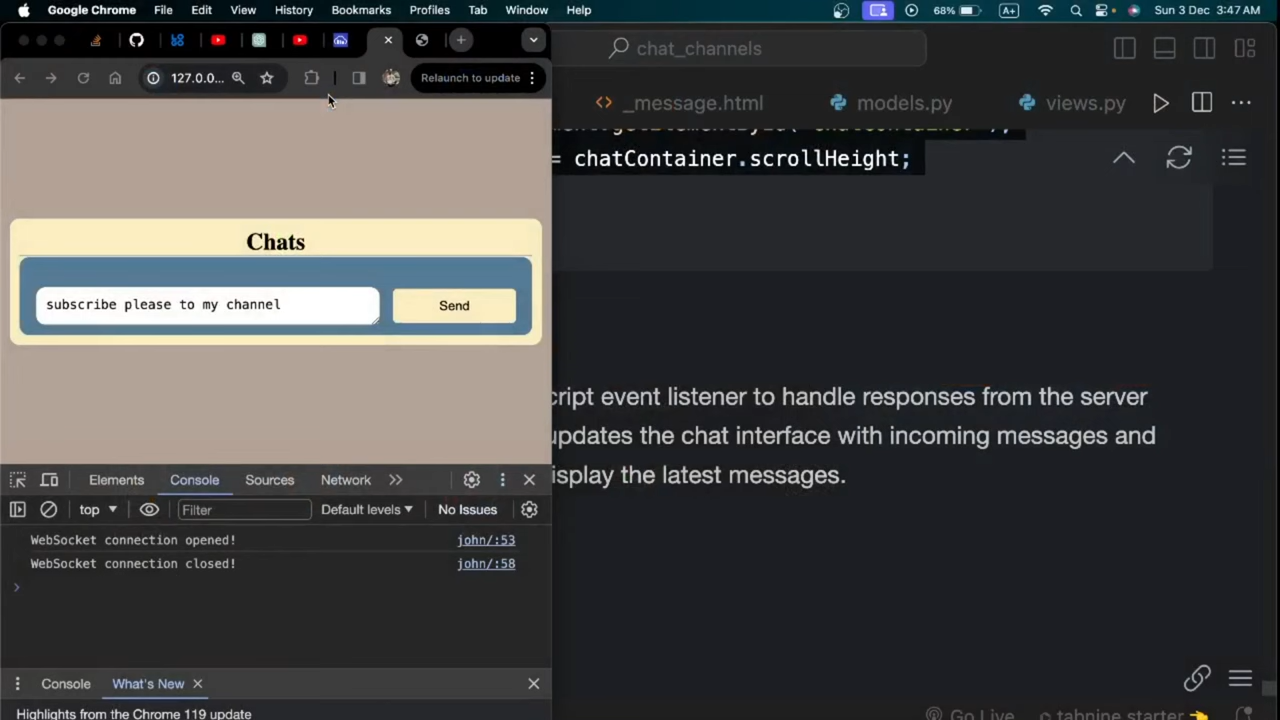 Google Chrome File Edit View History Bookmarks Profiles Tab Window Help 68% A+ Sun 3 Dec 3:47AM
chat_channels
127.0.0... Relaunch to update
_message.html models.py views.py
= chatContainer.scrollHeight;
Chats
subscribe please to my channel Send
cript event listener to handle responses from the server
updates the chat interface with incoming messages and
isplay the latest messages.
Elements Console Sources Network
top Filter Default levels No Issues
WebSocket connection opened! john/:53
WebSocket connection closed! john/:58
Console What's New
Highlights from the Chrome 119 update
Go Live tabnine starter